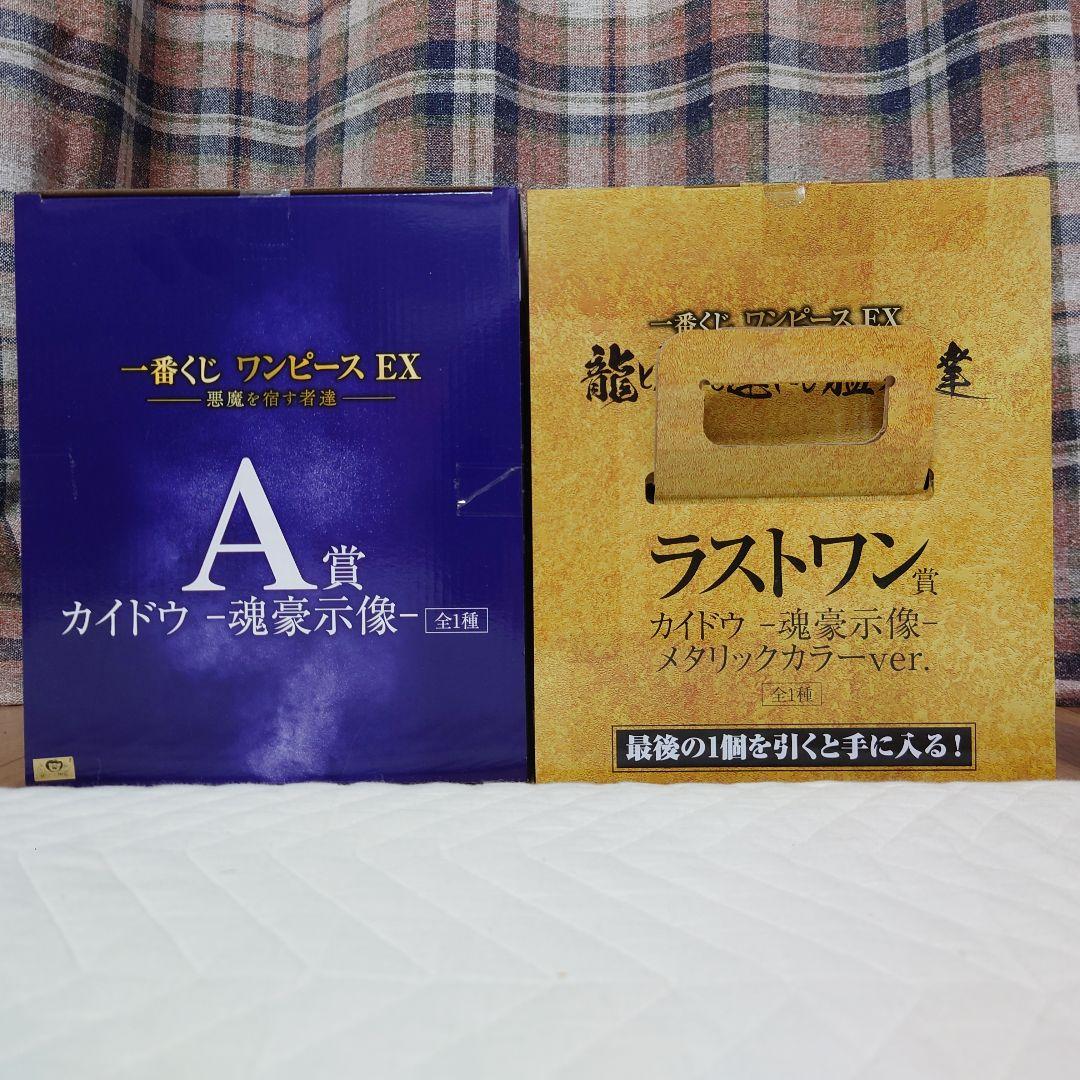 一番くじ ワンピース EX
悪魔を宿す者達
A賞
カイドウ -魂豪示像- 全1種
一番くじ ワンピース EX
龍
業
ラストワン賞
カイドウ -魂豪示像-
メタリックカラーver.
全1種
最後の1個を引くと手に入る!